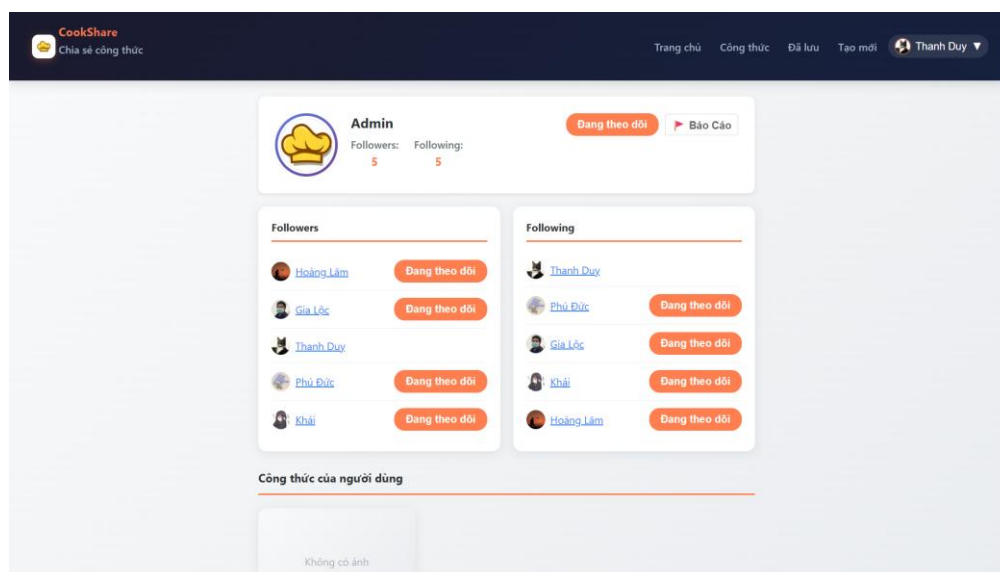 CookShare
Chia sẻ công thức
Trang chủ Công thức Đã lưu Tạo mới Thanh Duy ▼
Admin
Followers: Following:
5 5
Đang theo dõi Báo Cáo
Followers
Hoàng Lâm Đang theo dõi
Gia Lộc Đang theo dõi
Thanh Duy
Phú Đức Đang theo dõi
Khải Đang theo dõi
Following
Thanh Duy
Phú Đức Đang theo dõi
Gia Lộc Đang theo dõi
Khải Đang theo dõi
Hoàng Lâm Đang theo dõi
Công thức của người dùng
Không có ảnh